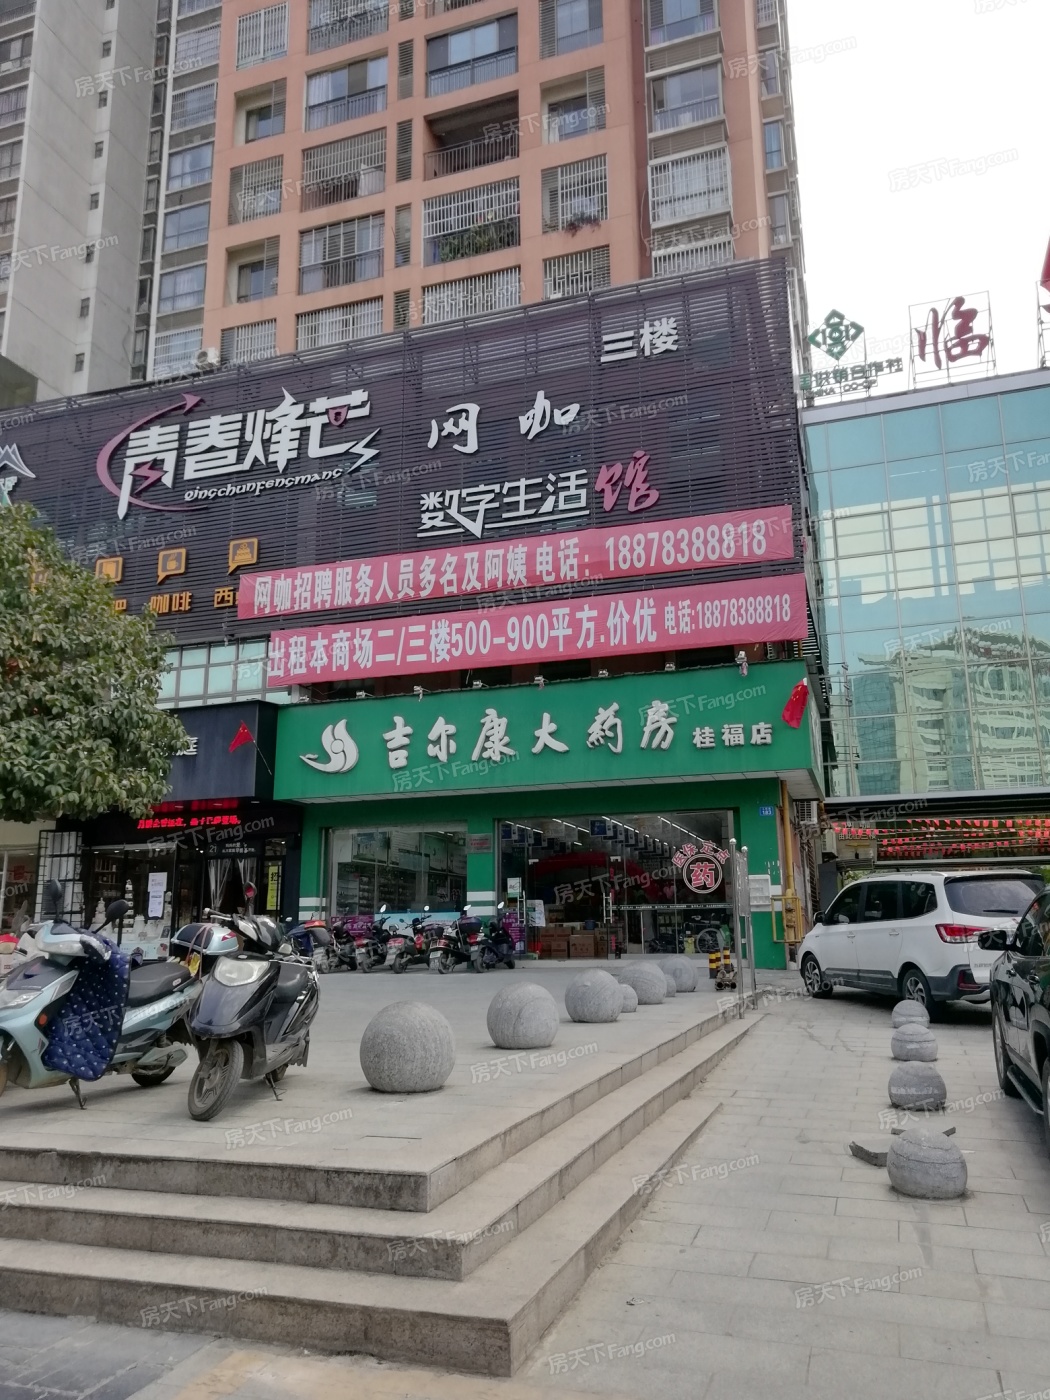 三楼
青春烽芒 网咖
qingchunfengmang
数字生活馆
咖啡 西
网咖招聘服务人员多名及阿姨 电话：18878388818
出租本商场二/三楼500-900平方.价优 电话:18878388818
吉尔康大药房 桂福店
药
临
房天下Fang.com